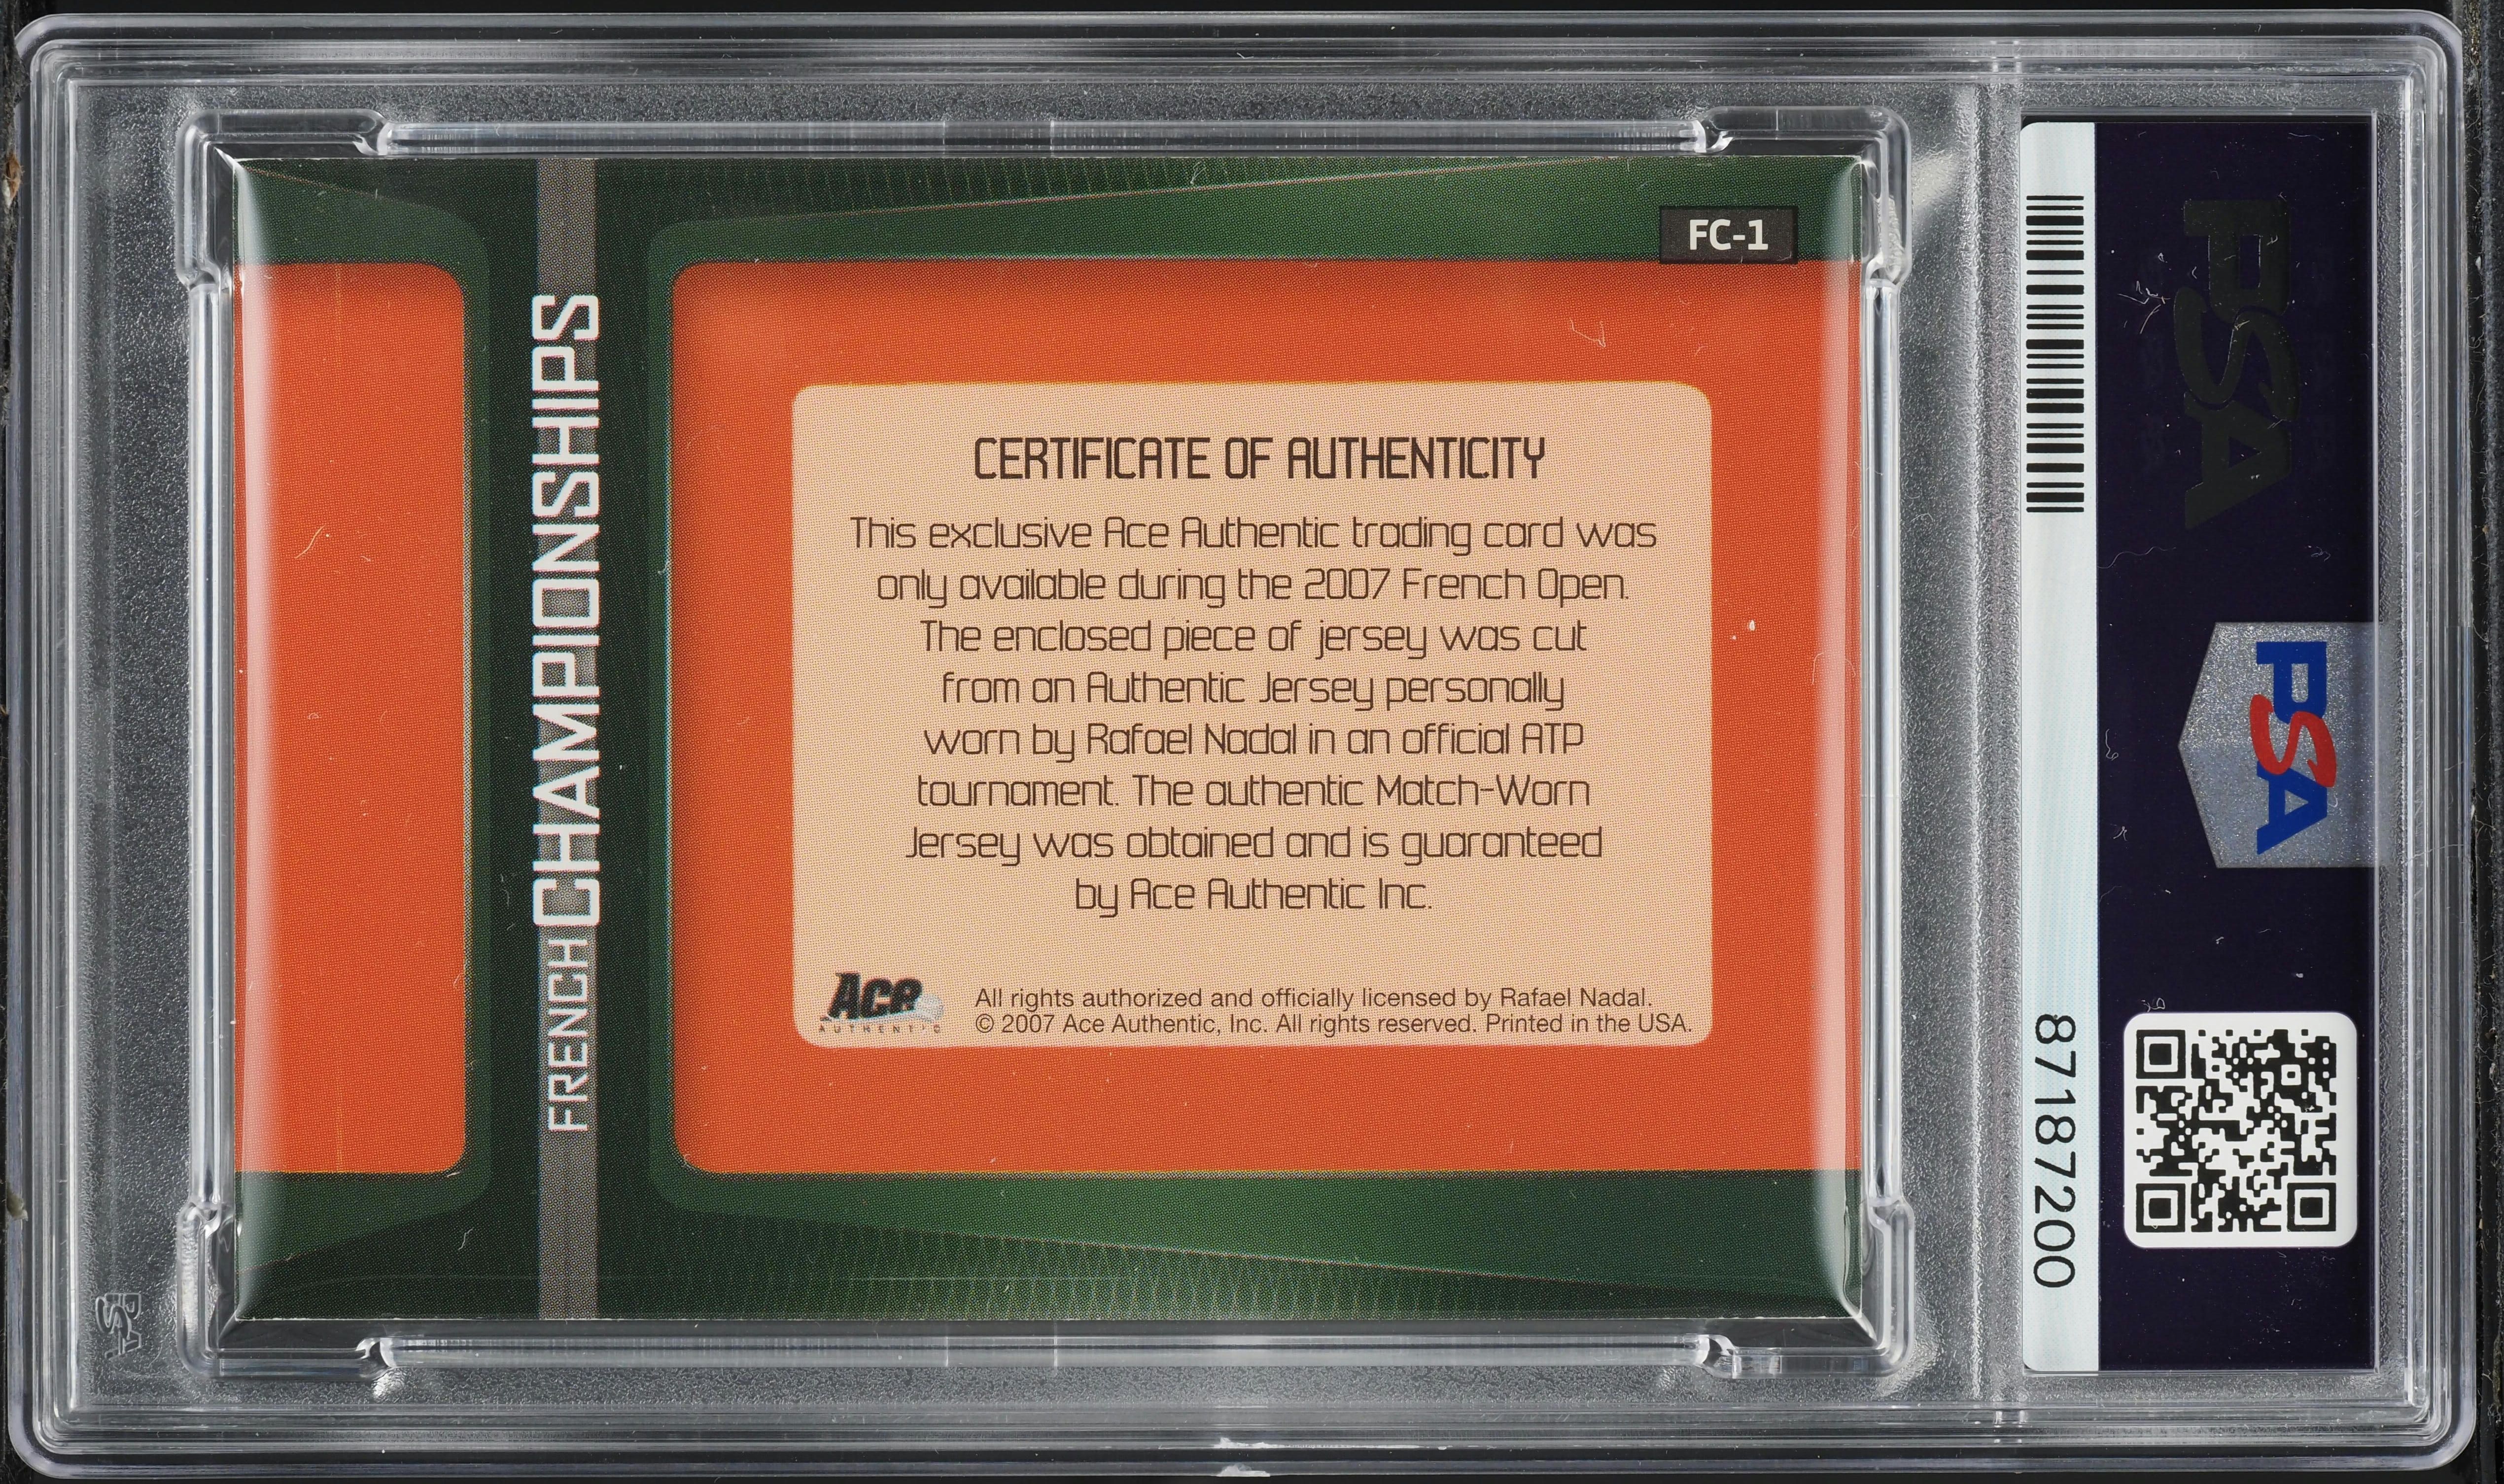 FC-1
FRENCH CHAMPIONSHIPS
CERTIFICATE OF AUTHENTICITY
This exclusive Ace Authentic trading card was
only available during the 2007 French Open.
The enclosed piece of jersey was cut
from an Authentic Jersey personally
worn by Rafael Nadal in an official ATP
tournament. The authentic Match-Worn
Jersey was obtained and is guaranteed
by Ace Authentic Inc.
Ace
AUTHENTIC
All rights authorized and officially licensed by Rafael Nadal.
© 2007 Ace Authentic, Inc. All rights reserved. Printed in the USA.
PSA
PSA
87187200
PSA